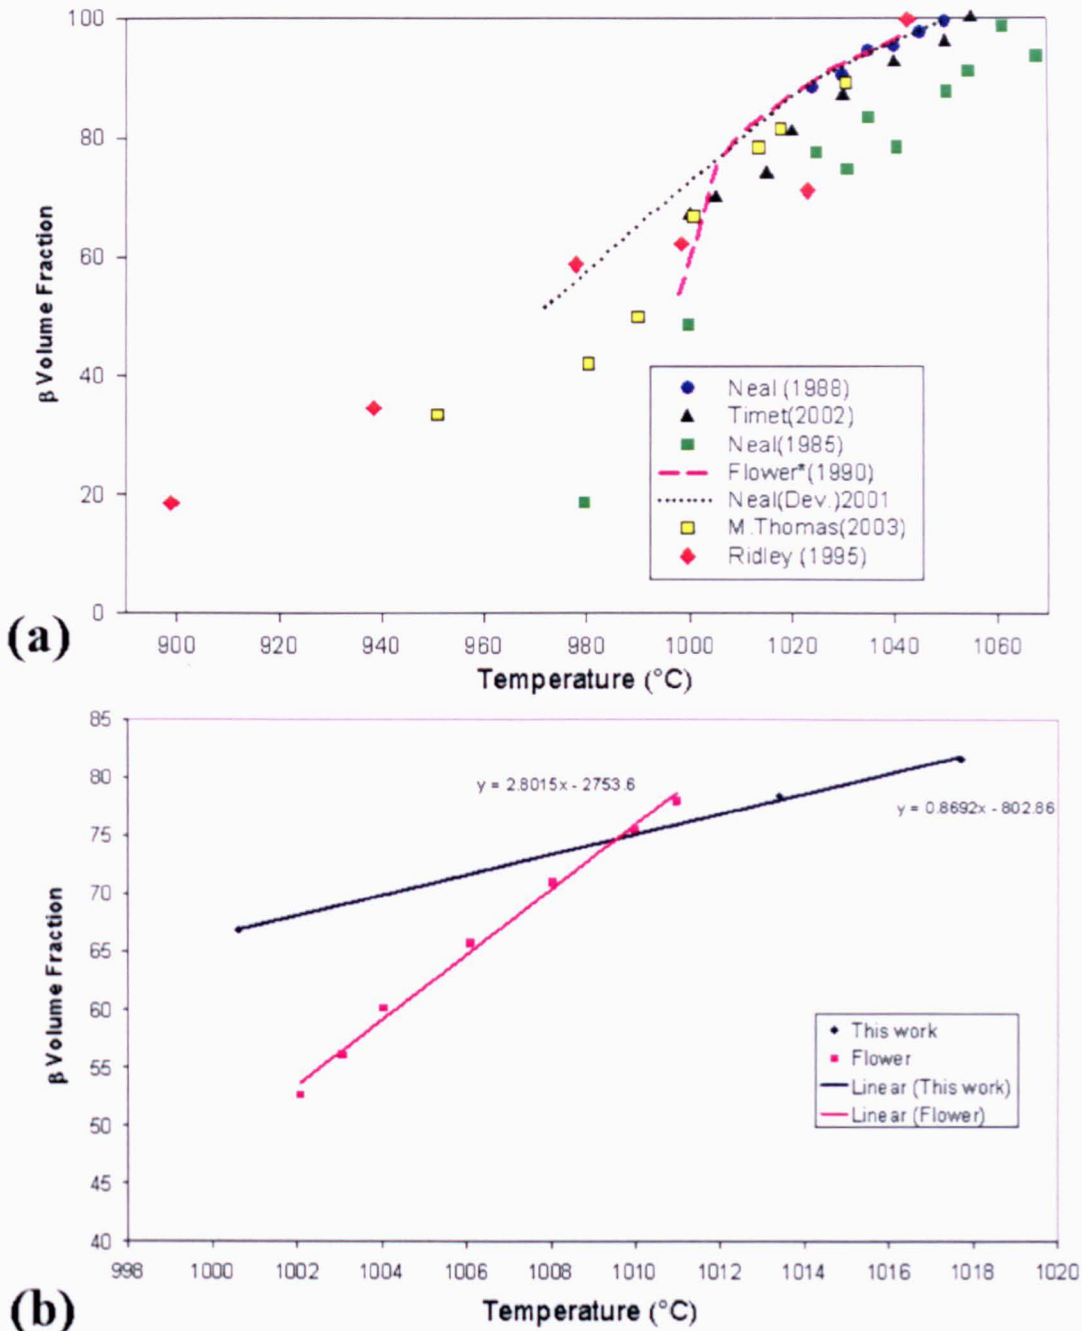 100
80
60
40
20
0
β Volume Fraction
900 920 940 960 980 1000 1020 1040 1060
Temperature (°C)
Neal (1988)
Timet(2002)
Neal(1985)
Flower*(1990)
Neal(Dev.)2001
M.Thomas(2003)
Ridley (1995)
(a)
85
80
75
70
65
60
55
50
45
40
β Volume Fraction
y = 2.8015x - 2753.6
y = 0.8692x - 802.86
This work
Flower
Linear (This work)
Linear (Flower)
998 1000 1002 1004 1006 1008 1010 1012 1014 1016 1018 1020
Temperature (°C)
(b)